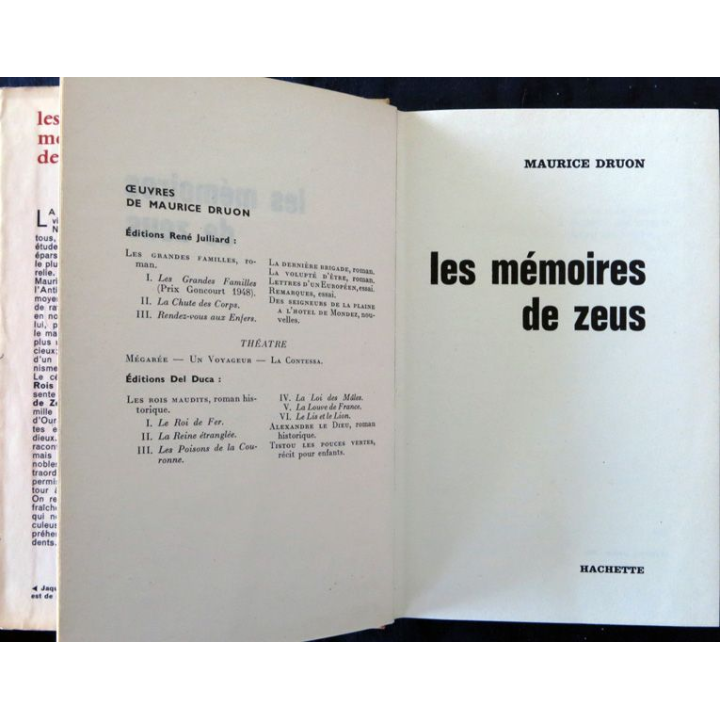 les
de
ŒUVRES
DE MAURICE DRUON
Éditions René Julliard :
LES GRANDES FAMILLES, ro-
man.
I. Les Grandes Familles
(Prix Goncourt 1948).
II. La Chute des Corps.
III. Rendez-vous aux Enfers.
LA DERNIÈRE BRIGADE, roman.
LA VOLUPTÉ D'ÊTRE, roman.
LETTRES D'UN EUROPÉEN, essai.
REMARQUES, essai.
DES SEIGNEURS DE LA PLAINE
A L'HOTEL DE MONDEZ, nou-
velles.
THÉATRE
MÉGARÉE — UN VOYAGEUR — LA CONTESSA.
Éditions Del Duca :
LES ROIS MAUDITS, roman his-
torique.
I. Le Roi de Fer.
II. La Reine étranglée.
III. Les Poisons de la Cou-
ronne.
IV. La Loi des Mâles.
V. La Louve de France.
VI. Le Lis et le Lion.
ALEXANDRE LE DIEU, roman
historique.
TISTOU LES POUCES VERTES,
récit pour enfants.
MAURICE DRUON
les mémoires
de zeus
HACHETTE